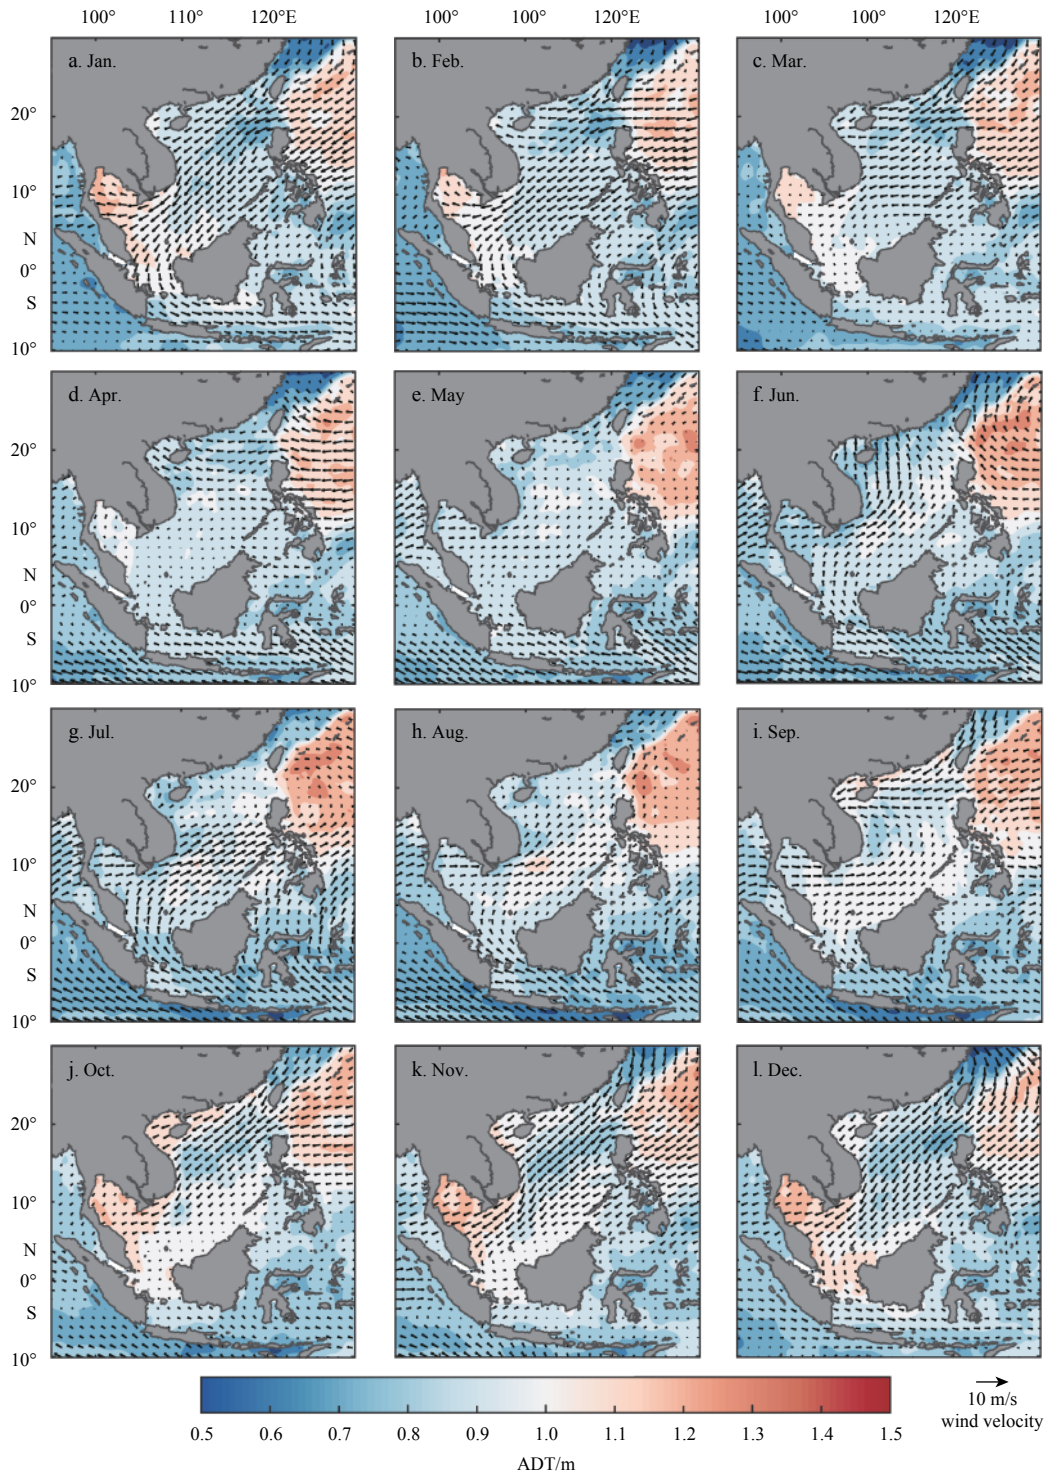 100° 110° 120°E 100° 100° 120°E 100° 100° 120°E
a. Jan. b. Feb. c. Mar.
20°
10°
N
0°
S
10°
d. Apr. e. May f. Jun.
20°
10°
N
0°
S
10°
g. Jul. h. Aug. i. Sep.
20°
10°
N
0°
S
10°
j. Oct. k. Nov. l. Dec.
20°
10°
N
0°
S
10°
0.5 0.6 0.7 0.8 0.9 1.0 1.1 1.2 1.3 1.4 1.5
ADT/m
10 m/s
wind velocity